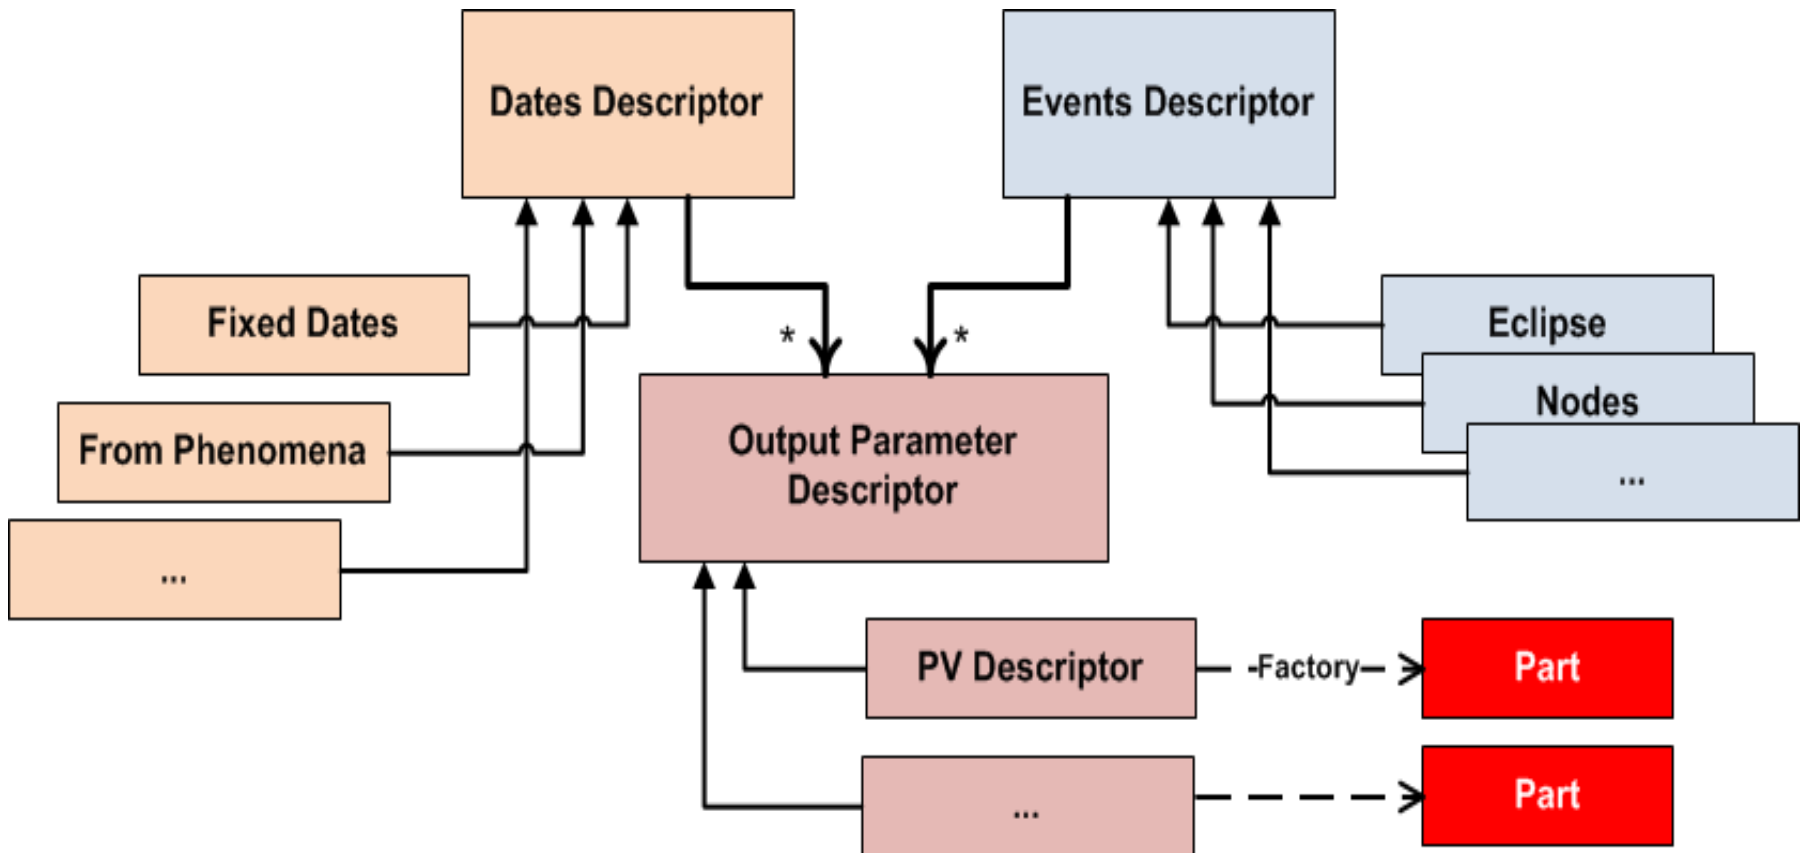 Dates Descriptor
Events Descriptor
Fixed Dates
* *
Eclipse
Nodes
From Phenomena
Output Parameter
Descriptor
...
...
PV Descriptor
-Factory
Part
...
Part